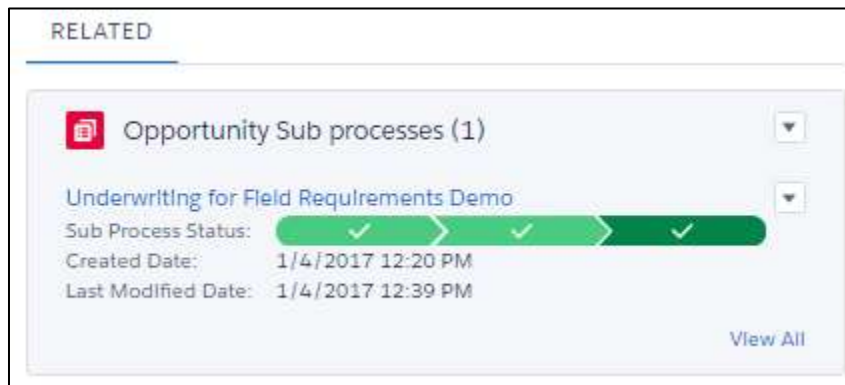 RELATED
Opportunity Sub processes (1)
Underwriting for Field Requirements Demo
Sub Process Status:
Created Date: 1/4/2017 12:20 PM
Last Modified Date: 1/4/2017 12:39 PM
View All